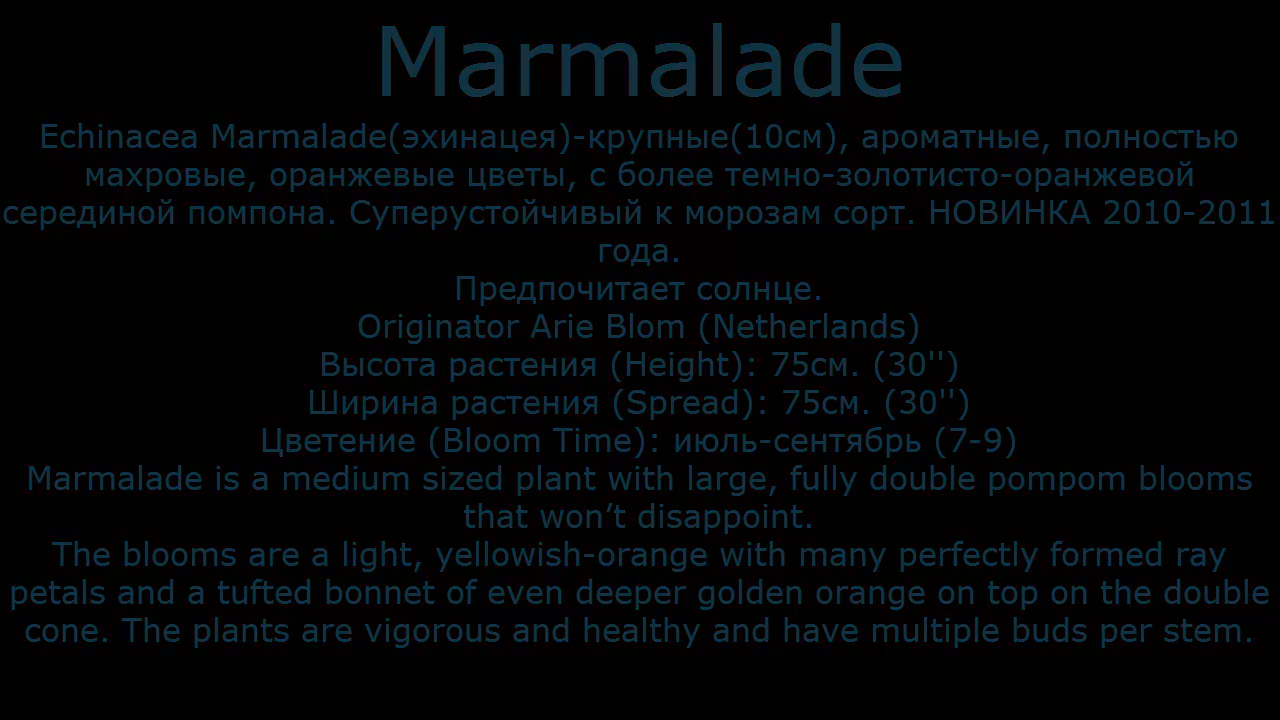 Marmalade
Echinacea Marmalade(эхинацея)-крупные(10см), ароматные, полностью
махровые, оранжевые цветы, с более темно-золотисто-оранжевой
серединой помпона. Суперустойчивый к морозам сорт. НОВИНКА 2010-2011
года.
Предпочитает солнце.
Originator Arie Blom (Netherlands)
Высота растения (Height): 75см. (30'')
Ширина растения (Spread): 75см. (30'')
Цветение (Bloom Time): июль-сентябрь (7-9)
Marmalade is a medium sized plant with large, fully double pompom blooms
that won’t disappoint.
The blooms are a light, yellowish-orange with many perfectly formed ray
petals and a tufted bonnet of even deeper golden orange on top on the double
cone. The plants are vigorous and healthy and have multiple buds per stem.